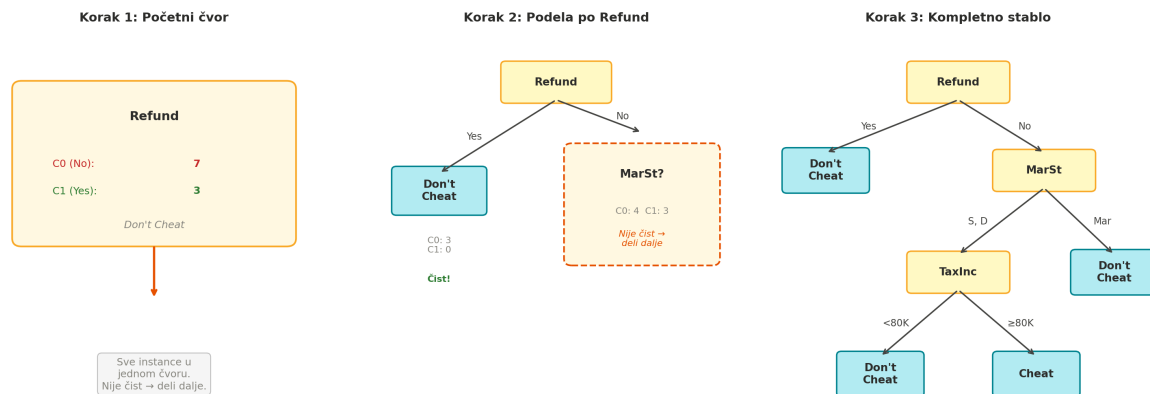 Korak 1: Početni čvor
Refund
C0 (No): 7
C1 (Yes): 3
Don't Cheat
Sve instance u
jednom čvoru.
Nije čist → deli dalje.
Korak 2: Podela po Refund
Refund
Yes
No
Don't
Cheat
C0: 3
C1: 0
Čist!
MarSt?
C0: 4 C1: 3
Nije čist →
deli dalje
Korak 3: Kompletno stablo
Refund
Yes
No
Don't
Cheat
MarSt
S, D
Mar
TaxInc
Don't
Cheat
<80K
≥80K
Don't
Cheat
Cheat